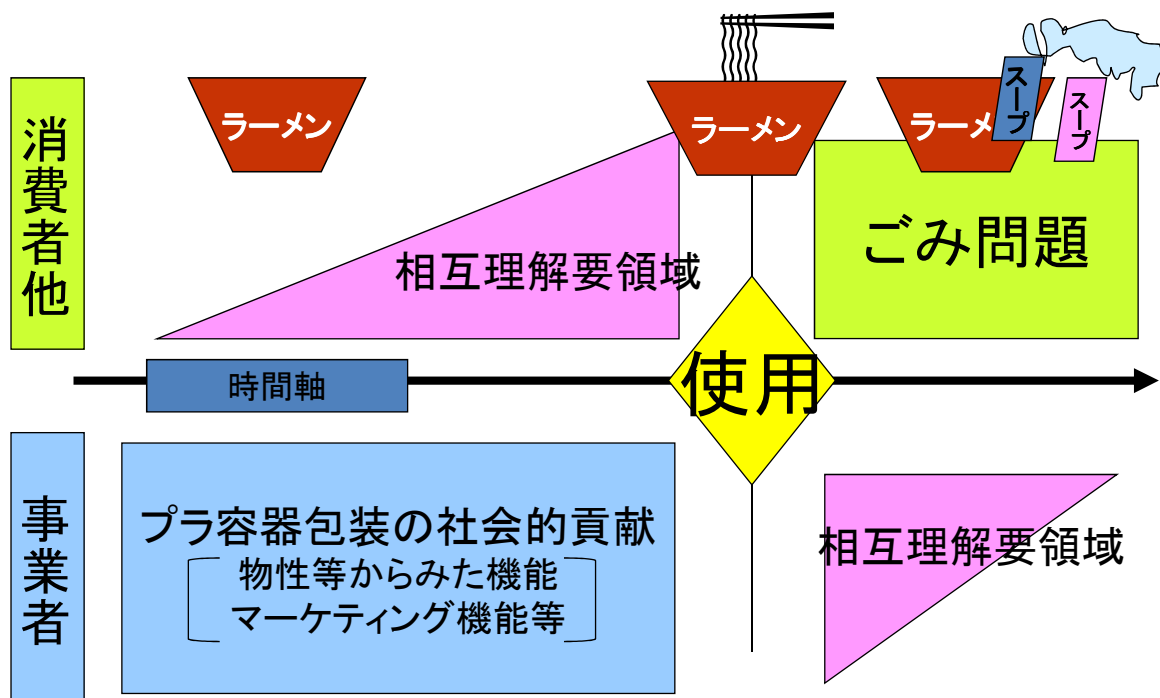 消費者他
ラーメン
ラーメン
ラーメン
スープ
スープ
相互理解要領域
ごみ問題
時間軸
使用
事業者
プラ容器包装の社会的貢献
物性等からみた機能
マーケティング機能等
相互理解要領域